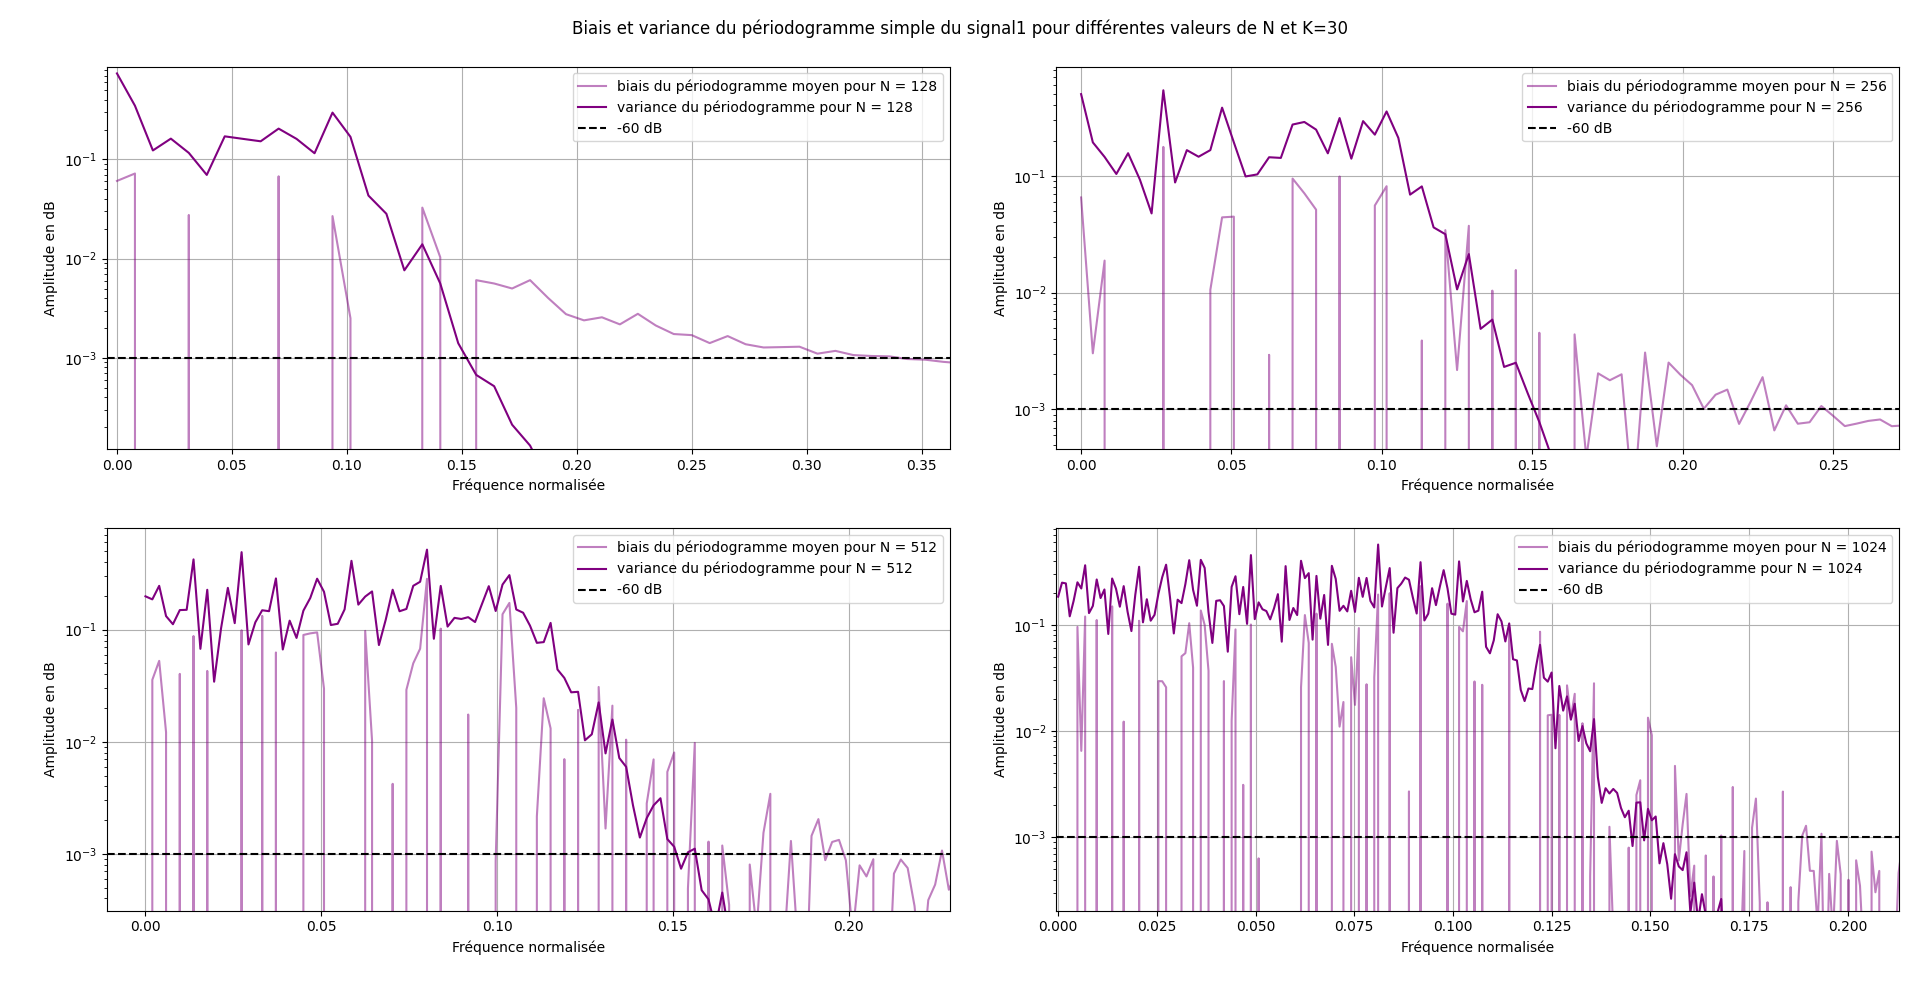 Biais et variance du périodogramme simple du signal1 pour différentes valeurs de N et K=30
biais du périodogramme moyen pour N = 128
variance du périodogramme pour N = 128
-60 dB
Amplitude en dB
10⁻¹
10⁻²
10⁻³
0.00 0.05 0.10 0.15 0.20 0.25 0.30 0.35
Fréquence normalisée
biais du périodogramme moyen pour N = 256
variance du périodogramme pour N = 256
-60 dB
Amplitude en dB
10⁻¹
10⁻²
10⁻³
0.00 0.05 0.10 0.15 0.20 0.25
Fréquence normalisée
biais du périodogramme moyen pour N = 512
variance du périodogramme pour N = 512
-60 dB
Amplitude en dB
10⁻¹
10⁻²
10⁻³
0.00 0.05 0.10 0.15 0.20
Fréquence normalisée
biais du périodogramme moyen pour N = 1024
variance du périodogramme pour N = 1024
-60 dB
Amplitude en dB
10⁻¹
10⁻²
10⁻³
0.000 0.025 0.050 0.075 0.100 0.125 0.150 0.175 0.200
Fréquence normalisée